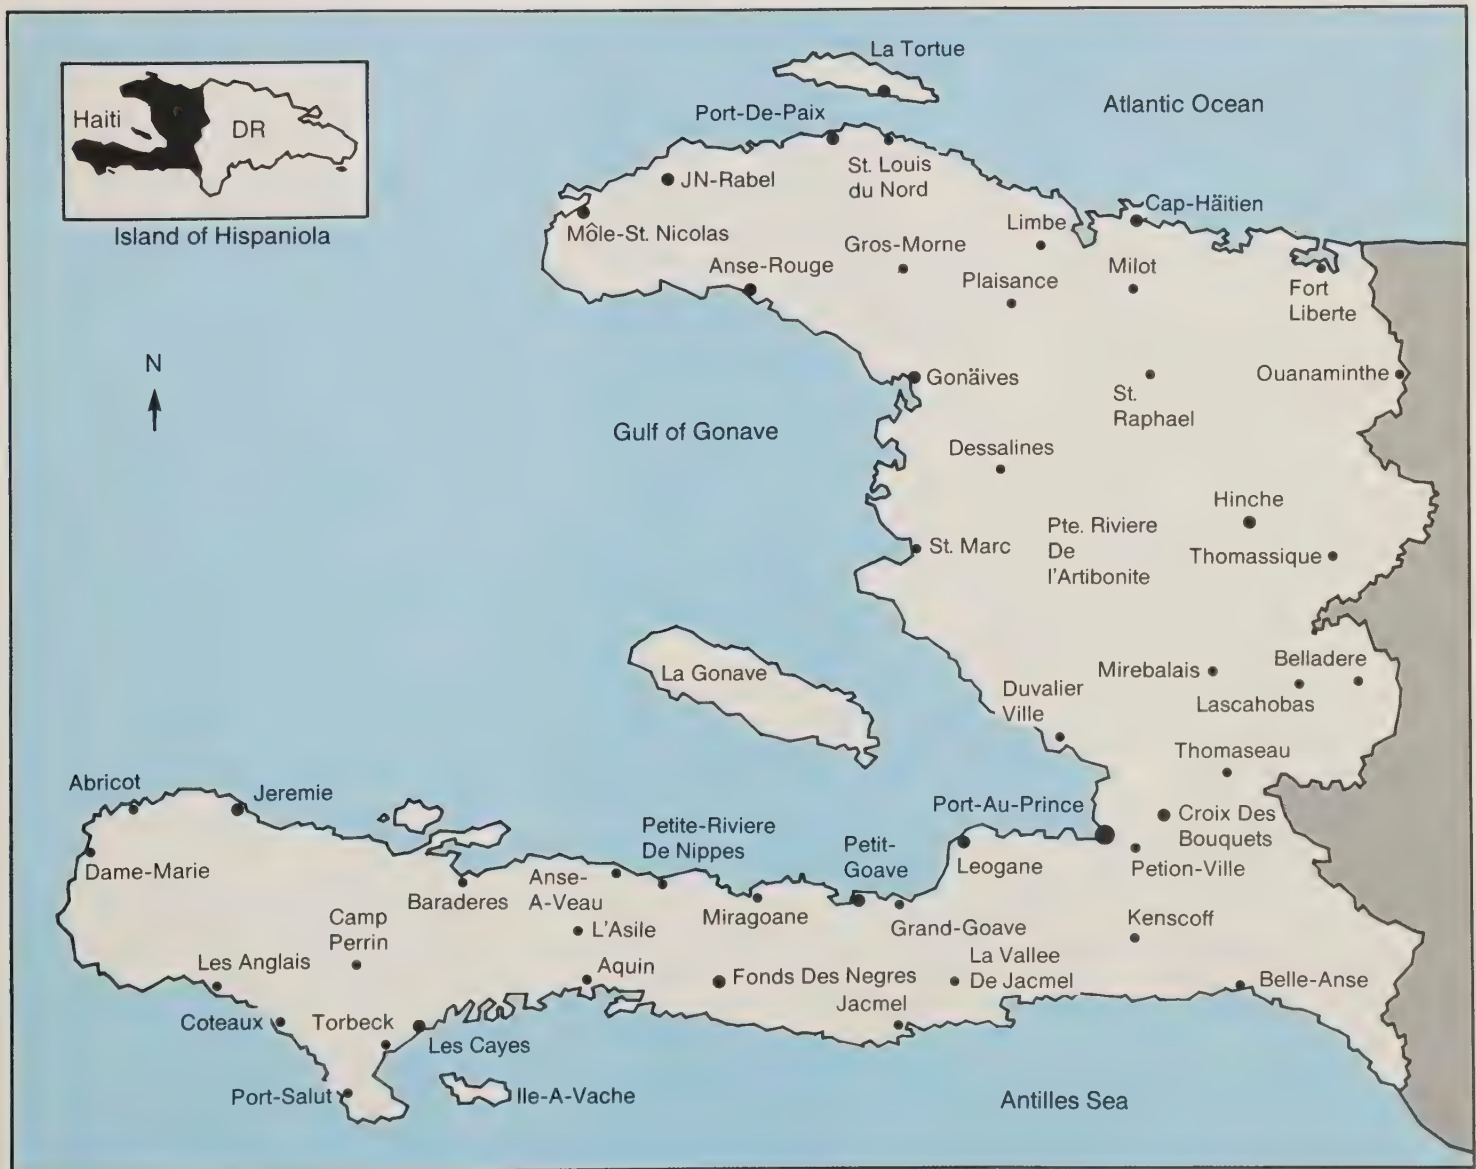 La Tortue
Atlantic Ocean
Port-De-Paix
Haiti
DR
St. Louis
du Nord
JN-Rabel
Cap-Häitien
Island of Hispaniola
Môle-St. Nicolas
Limbe
Gros-Morne
Anse-Rouge
Plaisance
Milot
Fort
Liberte
N
Gonäives
Ouanaminthe
St.
Raphael
Gulf of Gonave
Dessalines
Hinche
Pte. Riviere
De
l'Artibonite
St. Marc
Thomassique
La Gonave
Mirebalais
Belladere
Lascahobas
Duvalier
Ville
Thomaseau
Abricot
Jeremie
Port-Au-Prince
Croix Des
Bouquets
Petite-Riviere
De Nippes
Petit-
Goave
Leogane
Petion-Ville
Dame-Marie
Baraderes
Anse-
A-Veau
Miragoane
Grand-Goave
Kenscoff
Camp
Perrin
L'Asile
La Vallee
De Jacmel
Les Anglais
Aquin
Fonds Des Negres
Jacmel
Belle-Anse
Coteaux
Torbeck
Les Cayes
Port-Salut
Ile-A-Vache
Antilles Sea